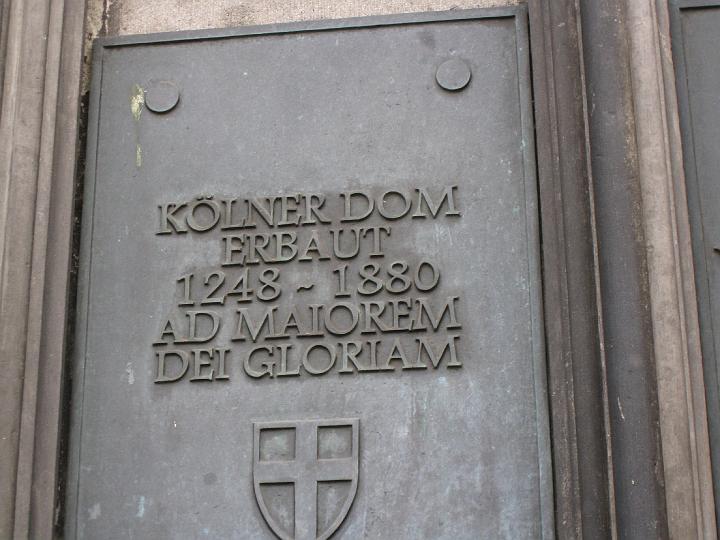 KÖLNER DOM
ERBAUT
1248 ~ 1880
AD MAIOREM
DEI GLORIAM